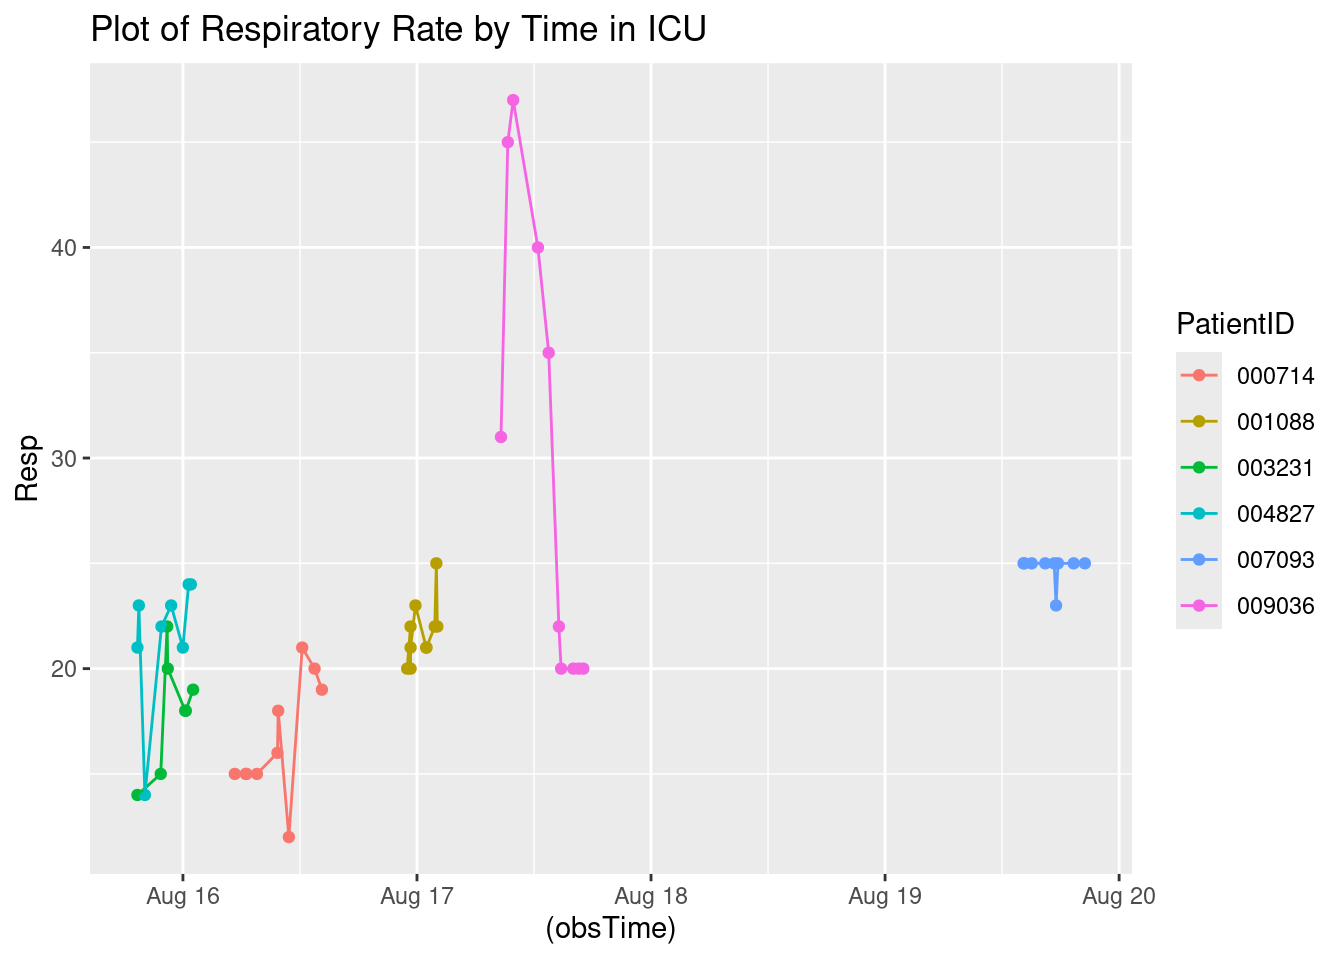 Plot of Respiratory Rate by Time in ICU
Resp
40
30
20
Aug 16
Aug 17
Aug 18
Aug 19
Aug 20
(obsTime)
PatientID
000714
001088
003231
004827
007093
009036